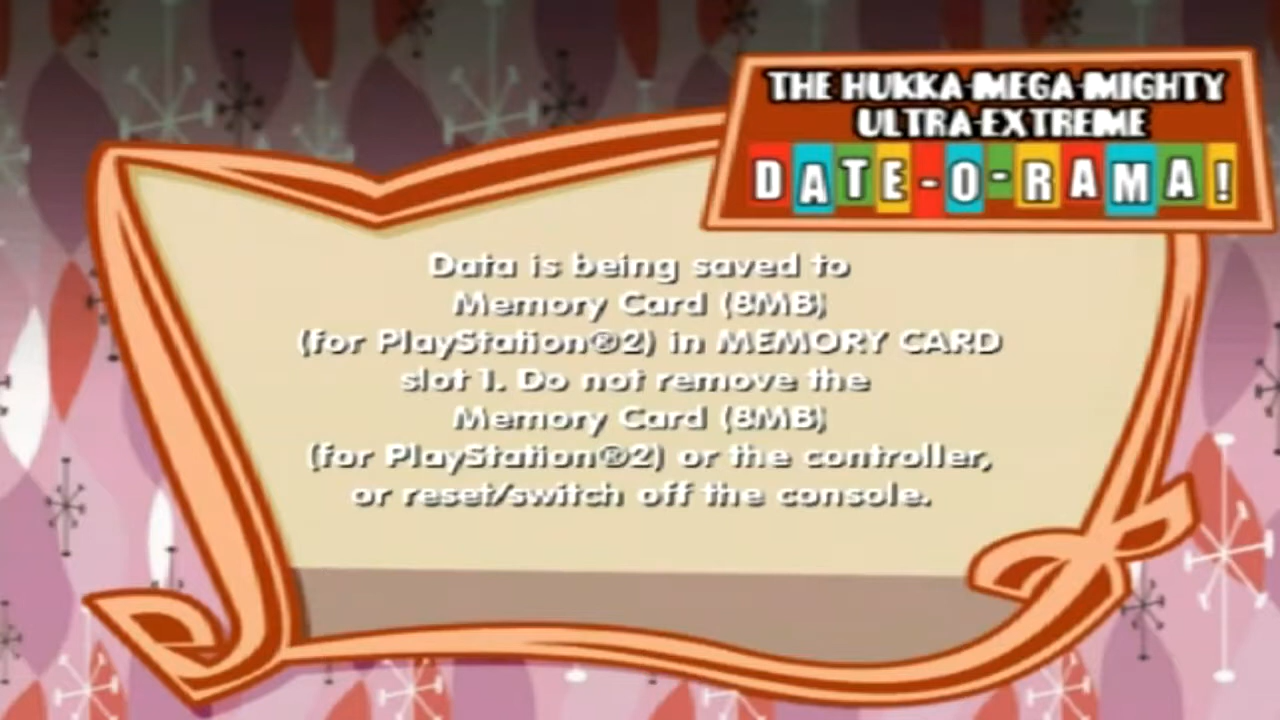 THE HUKKA-MEGA-MIGHTY
ULTRA-EXTREME
DATE-O-RAMA!
Data is being saved to
Memory Card (8MB)
(for PlayStation®2) in MEMORY CARD
slot 1. Do not remove the
Memory Card (8MB)
(for PlayStation®2) or the controller,
or reset/switch off the console.